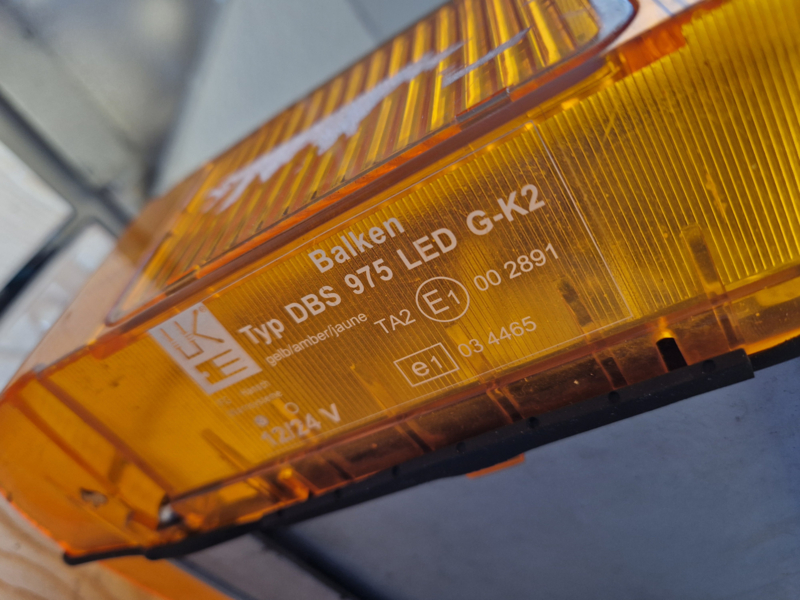 Balken
Typ DBS 975 LED G-K2
gelb/amber/jaune
TA2 E1 00 2891
e1 03 4465
12/24 V